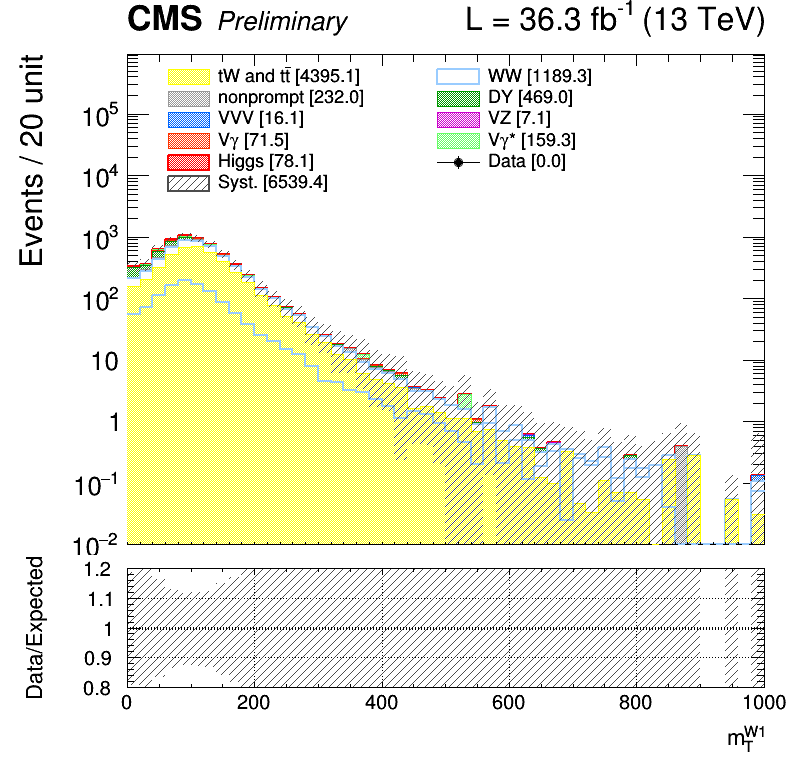 CMS Preliminary L = 36.3 fb⁻¹ (13 TeV)
Events / 20 unit
tW and tt̄ [4395.1] WW [1189.3]
nonprompt [232.0] DY [469.0]
VVV [16.1] VZ [7.1]
Vγ [71.5] Vγ* [159.3]
Higgs [78.1] Data [0.0]
Syst. [6539.4]
10⁵
10⁴
10³
10²
10
1
10⁻¹
10⁻²
Data/Expected
1.2
1.1
1
0.9
0.8
0 200 400 600 800 1000
m_T^W1